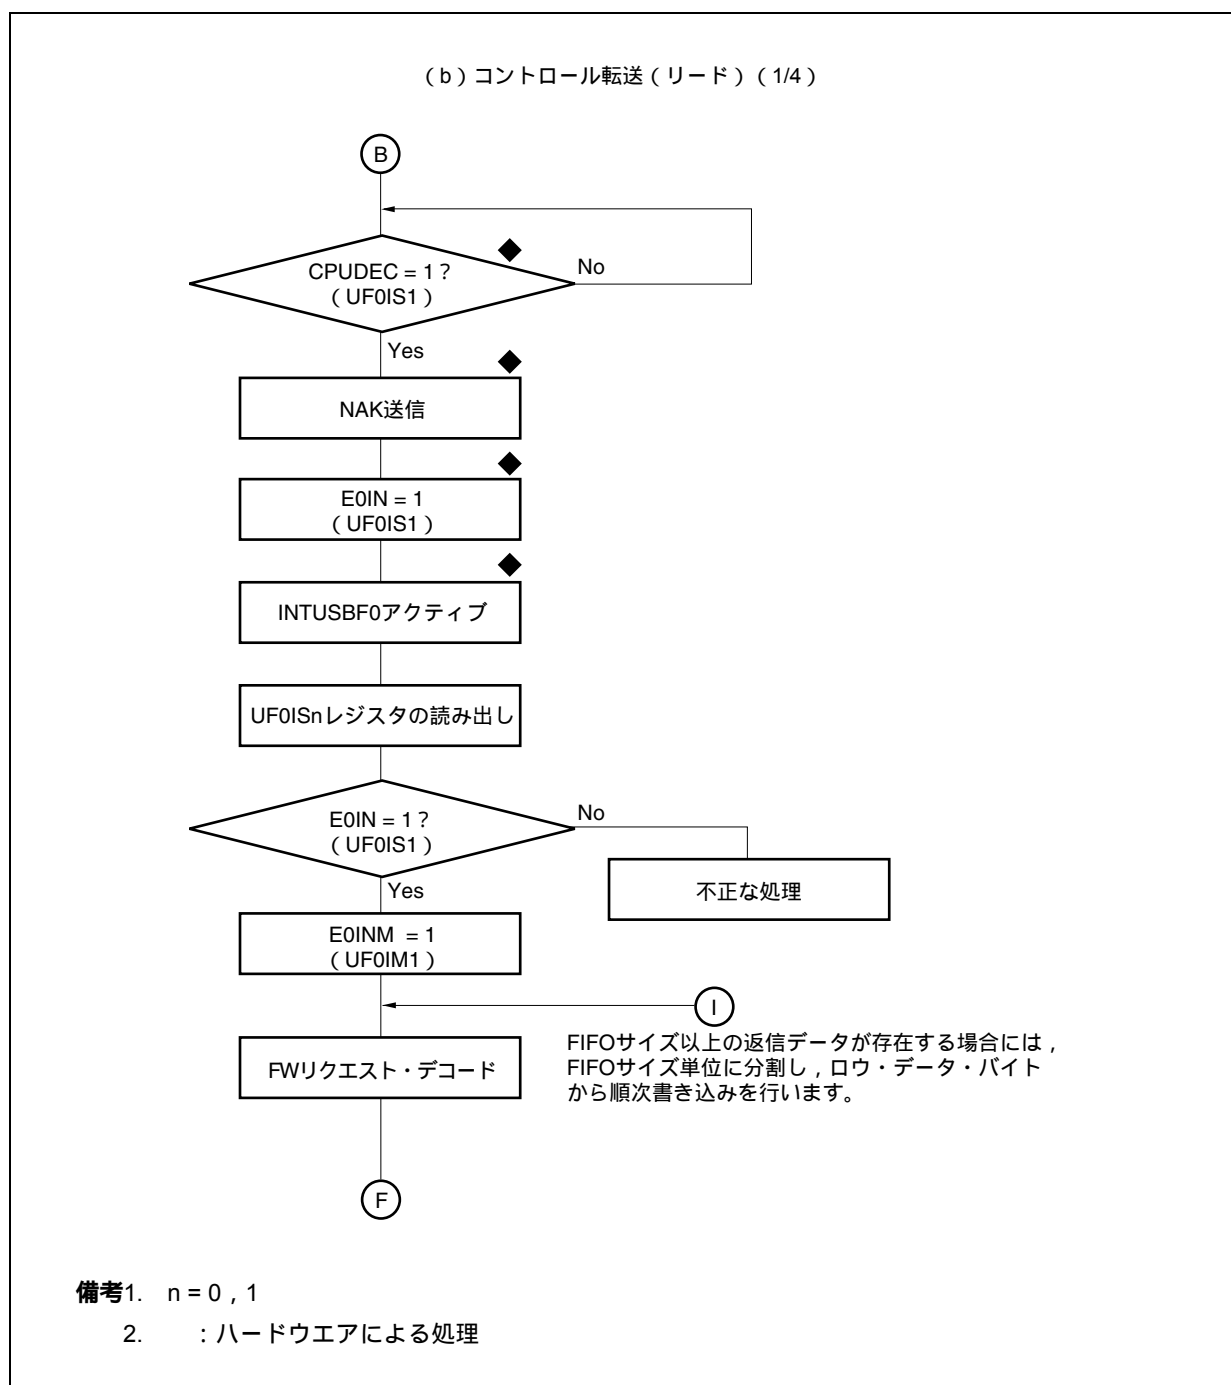 （b）コントロール転送（リード）（1/4）
B
CPUDEC = 1？
（UF0IS1）
No
Yes
NAK送信
E0IN = 1
（UF0IS1）
INTUSBF0アクティブ
UF0ISnレジスタの読み出し
E0IN = 1？
（UF0IS1）
No
不正な処理
Yes
E0INM = 1
（UF0IM1）
I
FIFOサイズ以上の返信データが存在する場合には，
FIFOサイズ単位に分割し，ロウ・データ・バイト
から順次書き込みを行います。
FWリクエスト・デコード
F
備考1. n = 0，1
2. ：ハードウエアによる処理